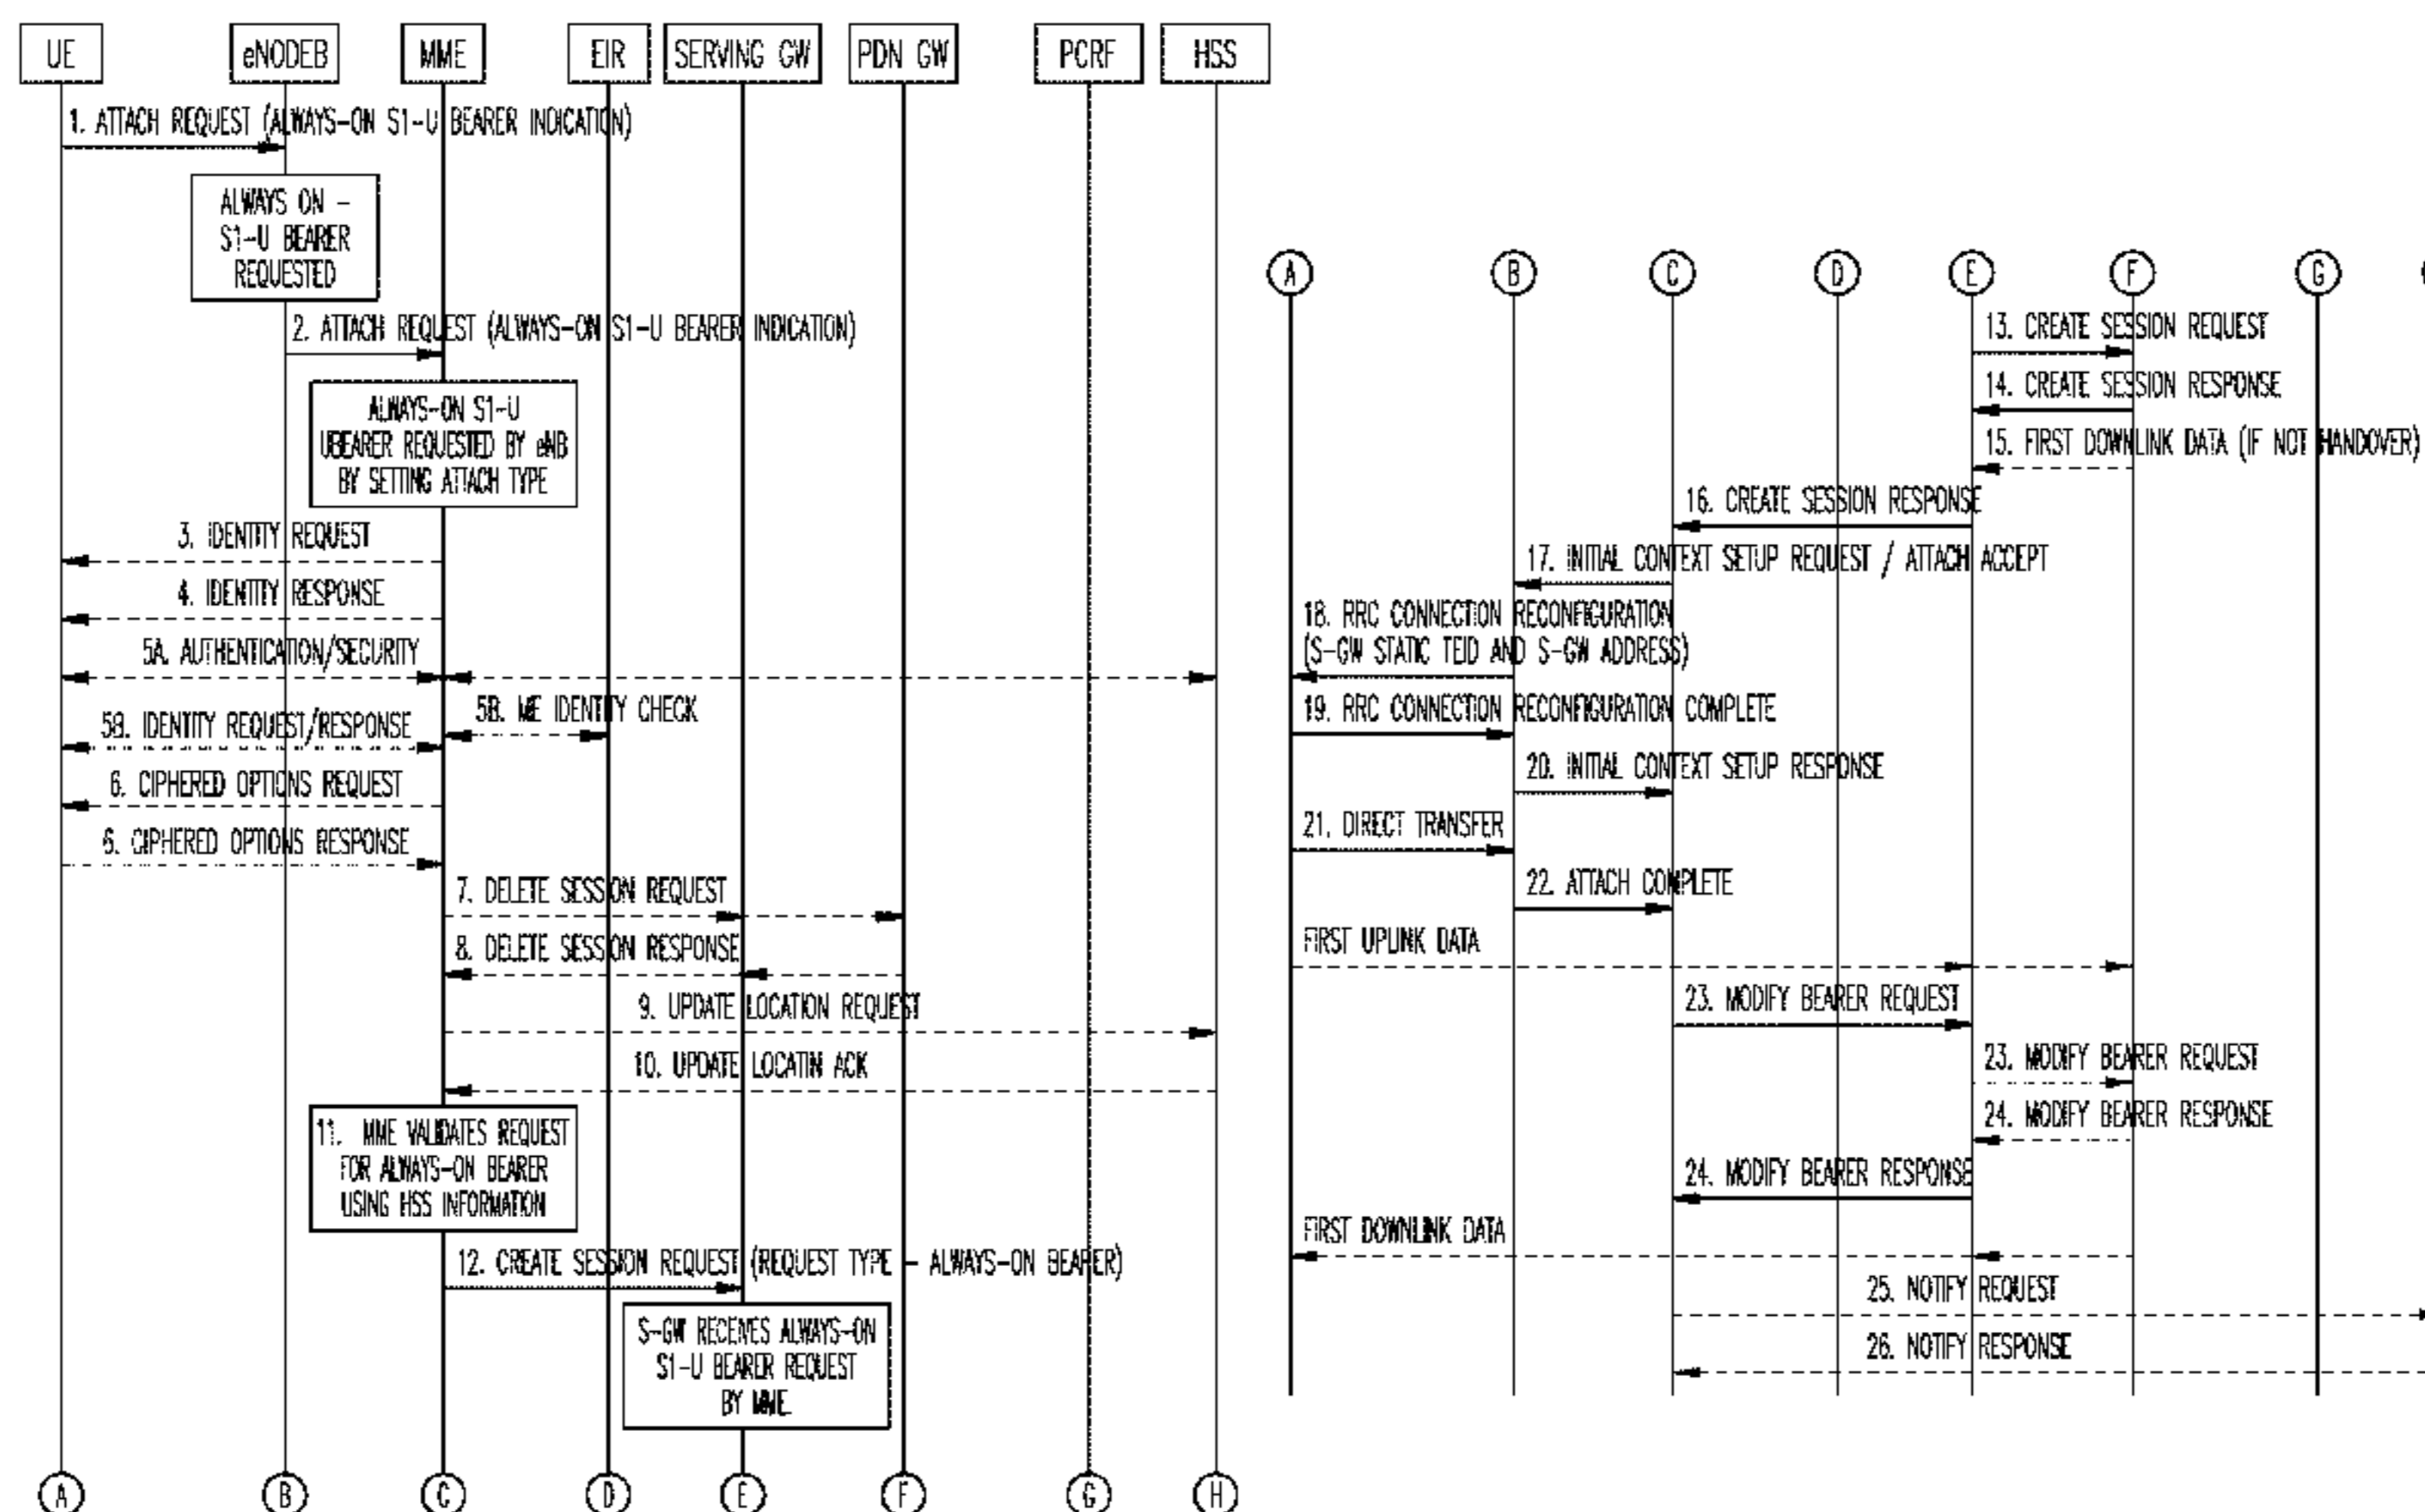 UE
eNODEB
MME
EIR
SERVING GW
PDN GW
PCRF
HSS
1. ATTACH REQUEST (ALWAYS-ON S1-U BEARER INDICATION)
ALWAYS ON -
S1-U BEARER
REQUESTED
2. ATTACH REQUEST (ALWAYS-ON S1-U BEARER INDICATION)
ALWAYS-ON S1-U
UBEARER REQUESTED BY eNB
BY SETTING ATTACH TYPE
3. IDENTITY REQUEST
4. IDENTITY RESPONSE
5A. AUTHENTICATION/SECURITY
5B. IDENTITY REQUEST/RESPONSE
5B. ME IDENTITY CHECK
6. CIPHERED OPTIONS REQUEST
6. CIPHERED OPTIONS RESPONSE
7. DELETE SESSION REQUEST
8. DELETE SESSION RESPONSE
9. UPDATE LOCATION REQUEST
10. UPDATE LOCATIN ACK
11. MME VALIDATES REQUEST
FOR ALWAYS-ON BEARER
USING HSS INFORMATION
12. CREATE SESSION REQUEST (REQUEST TYPE - ALWAYS-ON BEARER)
S-GW RECEIVES ALWAYS-ON
S1-U BEARER REQUEST
BY MME
A
B
C
D
E
F
G
H
A
B
C
D
E
F
G
13. CREATE SESSION REQUEST
14. CREATE SESSION RESPONSE
15. FIRST DOWNLINK DATA (IF NOT HANDOVER)
16. CREATE SESSION RESPONSE
17. INITIAL CONTEXT SETUP REQUEST / ATTACH ACCEPT
18. RRC CONNECTION RECONFIGURATION
(S-GW STATIC TEID AND S-GW ADDRESS)
19. RRC CONNECTION RECONFIGURATION COMPLETE
20. INITIAL CONTEXT SETUP RESPONSE
21. DIRECT TRANSFER
22. ATTACH COMPLETE
FIRST UPLINK DATA
23. MODIFY BEARER REQUEST
23. MODIFY BEARER REQUEST
24. MODIFY BEARER RESPONSE
24. MODIFY BEARER RESPONSE
FIRST DOWNLINK DATA
25. NOTIFY REQUEST
26. NOTIFY RESPONSE